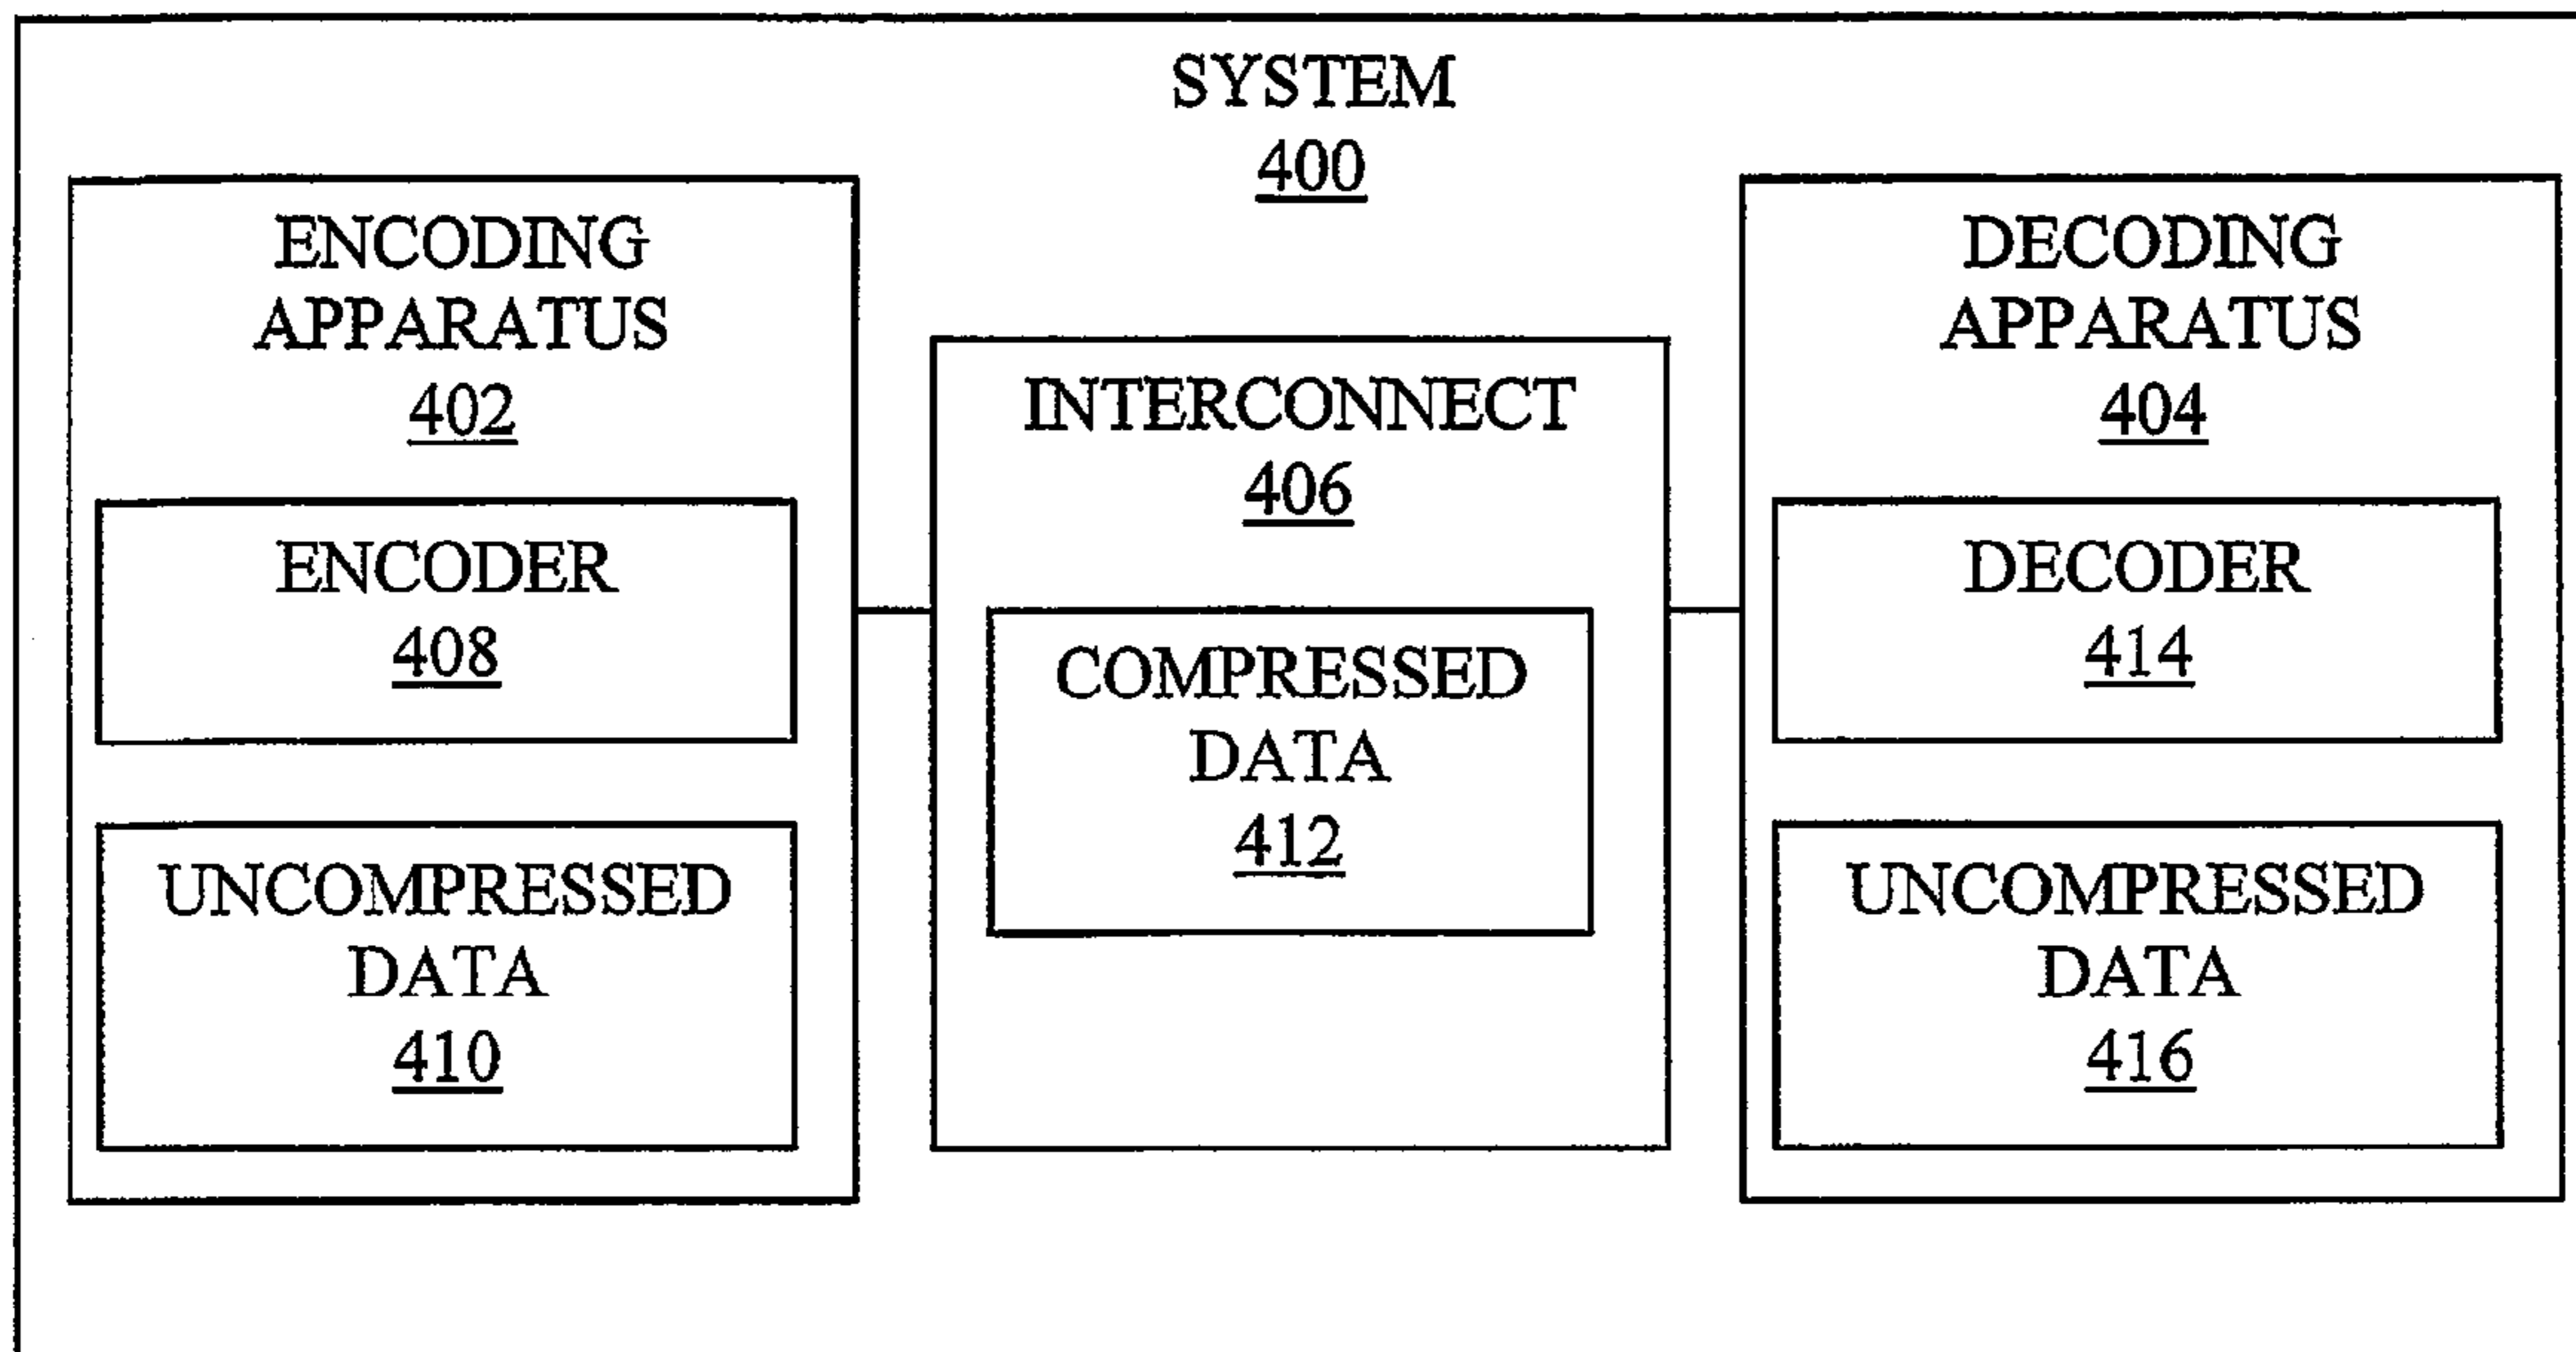 SYSTEM
400
ENCODING
APPARATUS
402
ENCODER
408
UNCOMPRESSED
DATA
410
INTERCONNECT
406
COMPRESSED
DATA
412
DECODING
APPARATUS
404
DECODER
414
UNCOMPRESSED
DATA
416